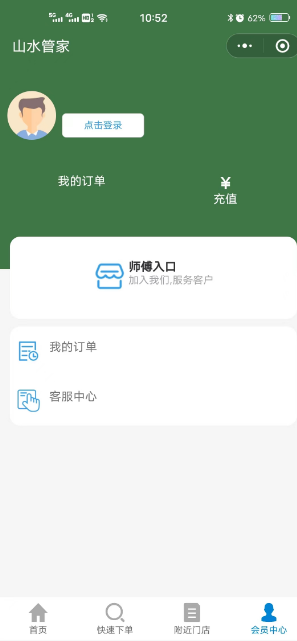 10:52
62%
山水管家
点击登录
我的订单
¥
充值
师傅入口
加入我们,服务客户
我的订单
客服中心
首页
快速下单
附近门店
会员中心